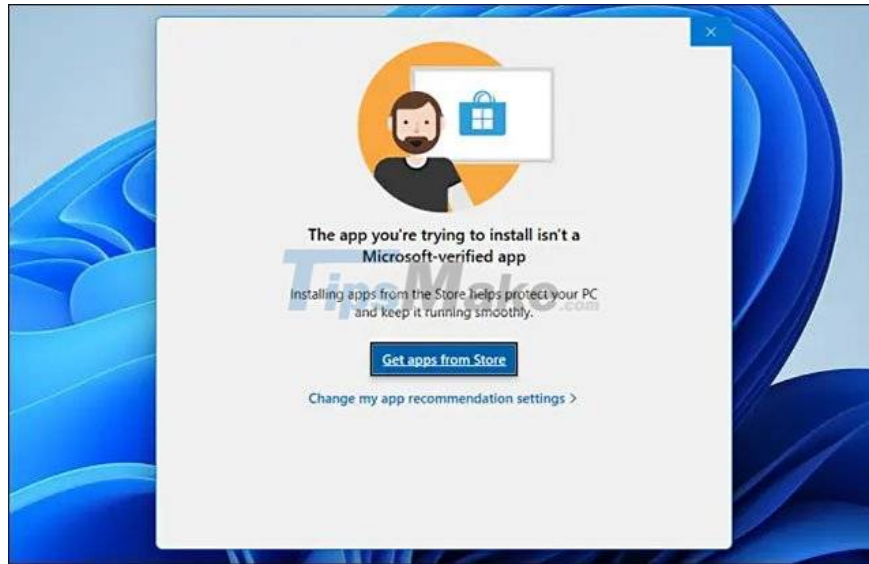 The app you're trying to install isn't a
Microsoft-verified app
TipsMake.com
Installing apps from the Store helps protect your PC
and keep it running smoothly.
Get apps from Store
Change my app recommendation settings >